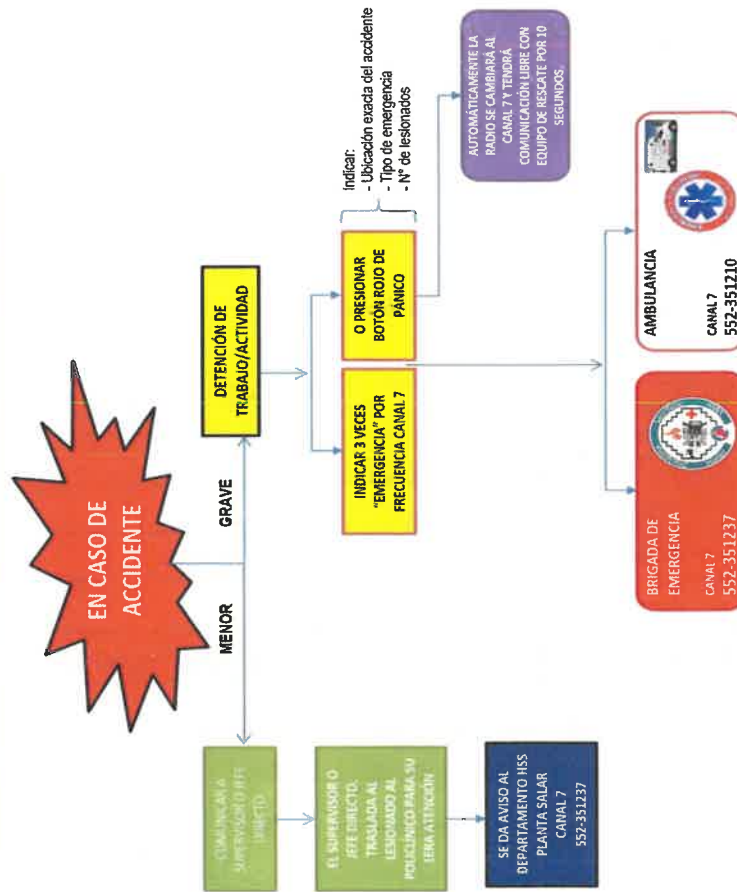 EN CASO DE
ACCIDENTE
MENOR
GRAVE
COMUNICAR A
SUPERVISOR O JEFE
DIRECTO
EL SUPERVISOR O
JEFE DIRECTO,
TRASLADA AL
LESIONADO AL
POLICLÍNICO PARA SU
1ERA ATENCIÓN
SE DA AVISO AL
DEPARTAMENTO HSS
PLANTA SALAR
CANAL 7
552-351237
DETENCIÓN DE
TRABAJO/ACTIVIDAD
INDICAR 3 VECES
"EMERGENCIA" POR
FRECUENCIA CANAL 7
O PRESIONAR
BOTÓN ROJO DE
PÁNICO
Indicar:
- Ubicación exacta del accidente
- Tipo de emergencia
- N° de lesionados
AUTOMÁTICAMENTE LA
RADIO SE CAMBIARÁ AL
CANAL 7 Y TENDRÁ
COMUNICACIÓN LIBRE CON
EQUIPO DE RESCATE POR 10
SEGUNDOS.
BRIGADA DE
EMERGENCIA
CANAL 7
552-351237
AMBULANCIA
CANAL 7
552-351210